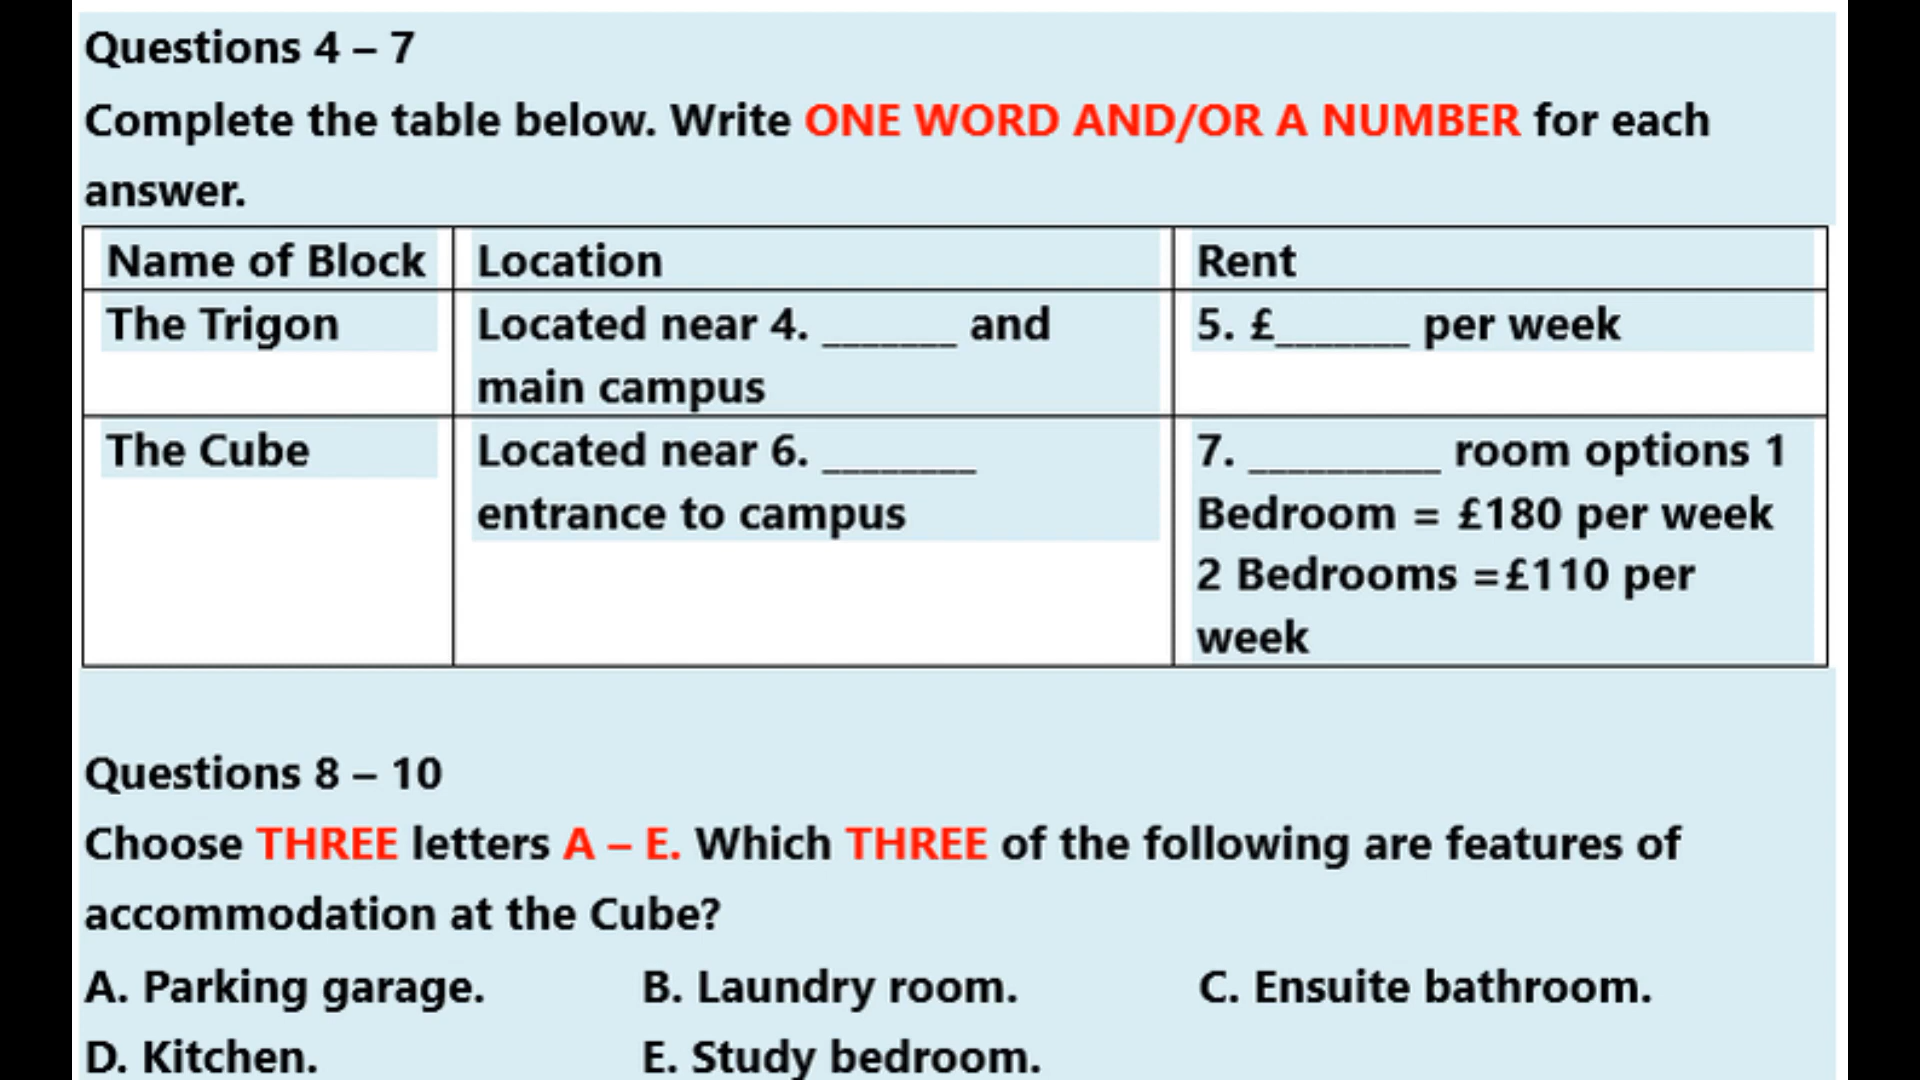 Questions 4 – 7
Complete the table below. Write ONE WORD AND/OR A NUMBER for each
answer.
Name of Block
Location
Rent
The Trigon
Located near 4. _______ and
main campus
5. £_______ per week
The Cube
Located near 6. ________
entrance to campus
7. __________ room options 1
Bedroom = £180 per week
2 Bedrooms =£110 per
week
Questions 8 – 10
Choose THREE letters A – E. Which THREE of the following are features of
accommodation at the Cube?
A. Parking garage. B. Laundry room. C. Ensuite bathroom.
D. Kitchen. E. Study bedroom.